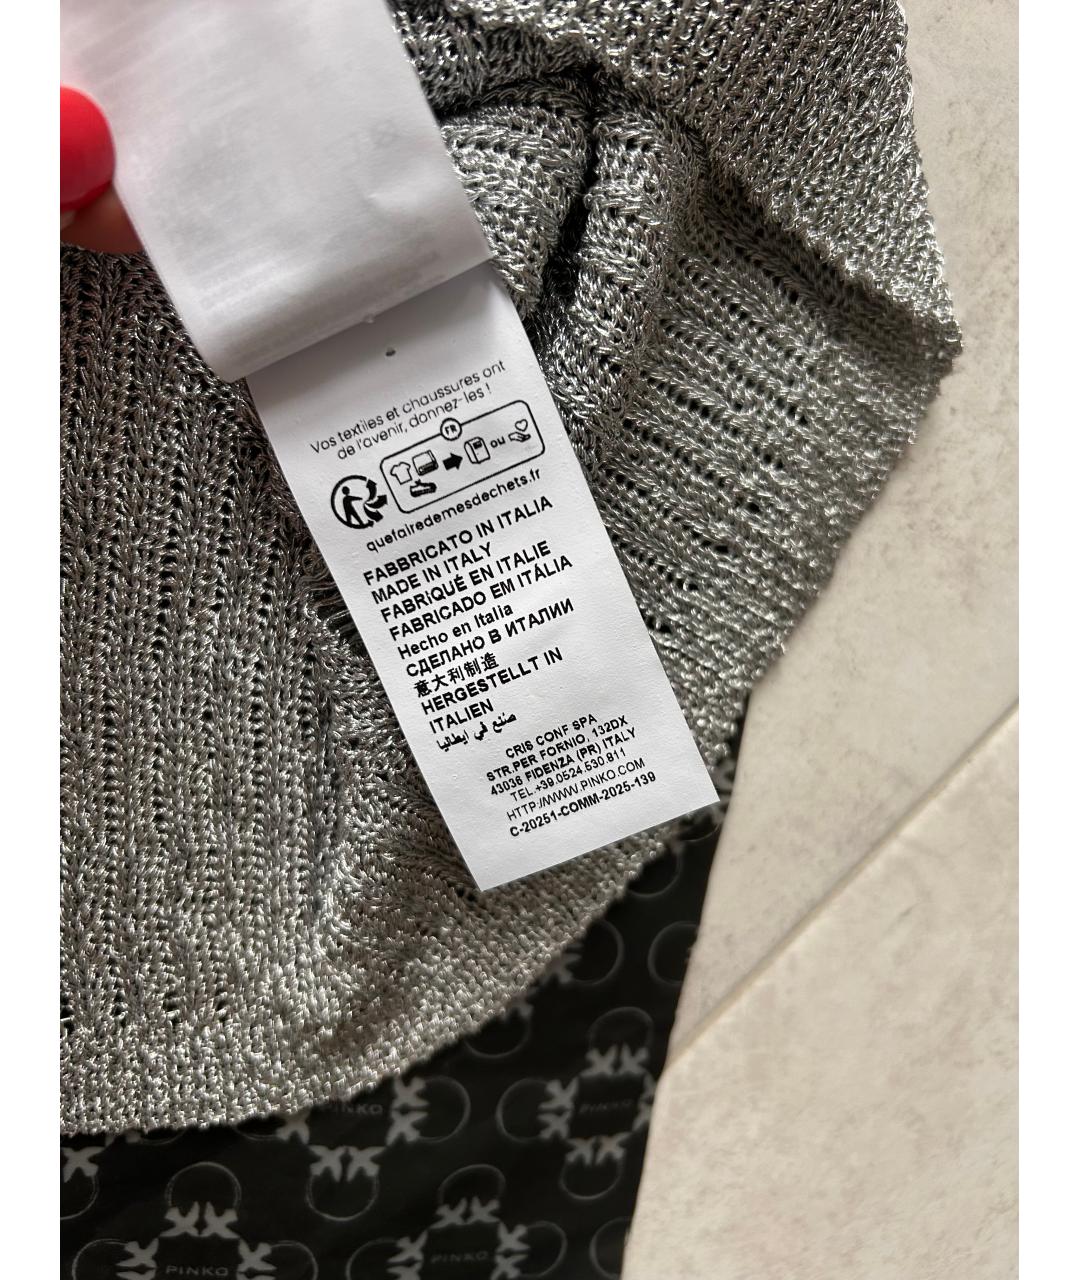 Vos textiles et chaussures ont
de l'avenir, donnez-les !
FR
ou
quefairedemesdechets.fr
FABBRICATO IN ITALIA
MADE IN ITALY
FABRIQUÉ EN ITALIE
FABRICADO EM ITÁLIA
Hecho en Italia
СДЕЛАНО В ИТАЛИИ
意大利制造
HERGESTELLT IN
ITALIEN
صنع في إيطاليا
CRIS CONF SPA
STR.PER FORNIO, 132DX
43036 FIDENZA (PR) ITALY
TEL.+39.0524.530.811
HTTP://WWW.PINKO.COM
C-20251-COMM-2025-139
PINKO
PINKO
PINKO
PINKO